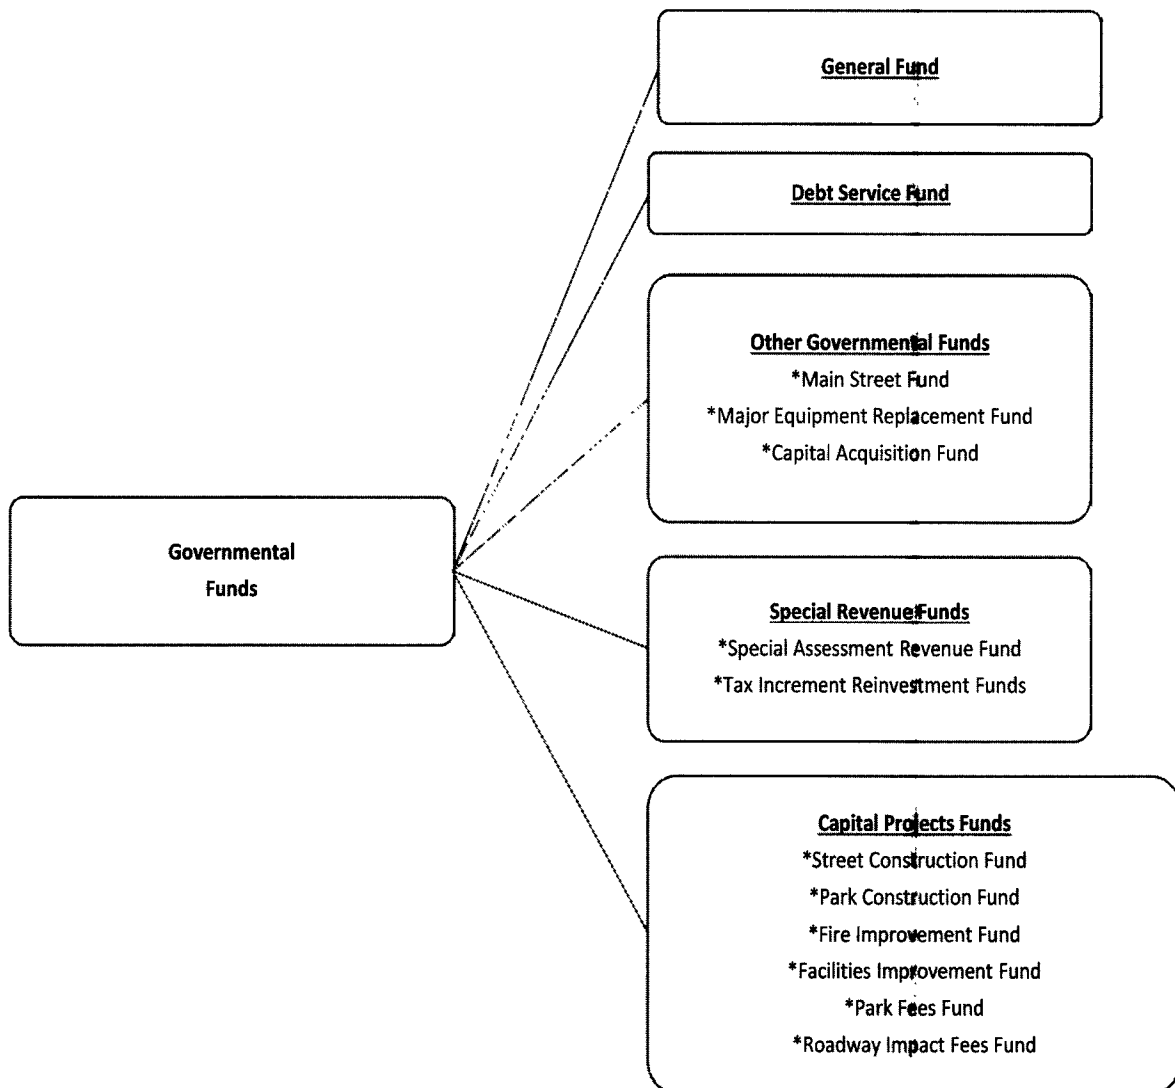 General Fund
Debt Service Fund
Other Governmental Funds
*Main Street Fund
*Major Equipment Replacement Fund
*Capital Acquisition Fund
Governmental
Funds
Special Revenue Funds
*Special Assessment Revenue Fund
*Tax Increment Reinvestment Funds
Capital Projects Funds
*Street Construction Fund
*Park Construction Fund
*Fire Improvement Fund
*Facilities Improvement Fund
*Park Fees Fund
*Roadway Impact Fees Fund